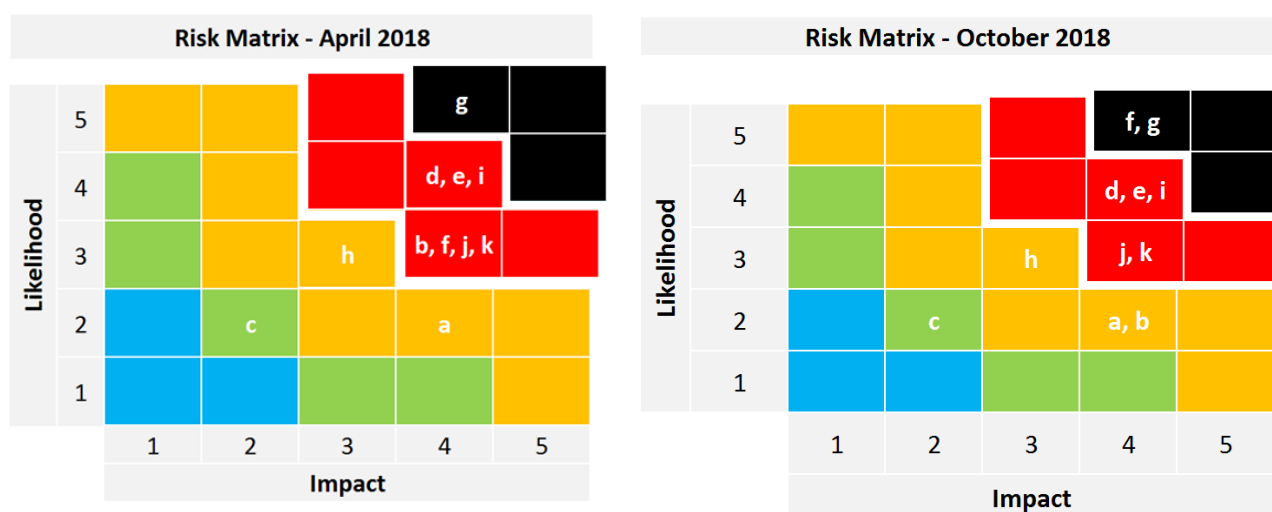 Risk Matrix - April 2018
Likelihood
5
g
4
d, e, i
3
h
b, f, j, k
2
c
a
1
1
2
3
4
5
Impact
Risk Matrix - October 2018
Likelihood
5
f, g
4
d, e, i
3
h
j, k
2
c
a, b
1
1
2
3
4
5
Impact